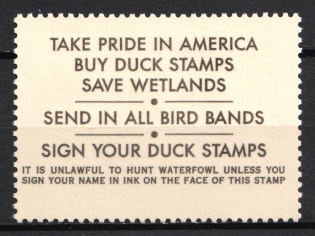 TAKE PRIDE IN AMERICA
BUY DUCK STAMPS
SAVE WETLANDS
SEND IN ALL BIRD BANDS
SIGN YOUR DUCK STAMPS
IT IS UNLAWFUL TO HUNT WATERFOWL UNLESS YOU
SIGN YOUR NAME IN INK ON THE FACE OF THIS STAMP